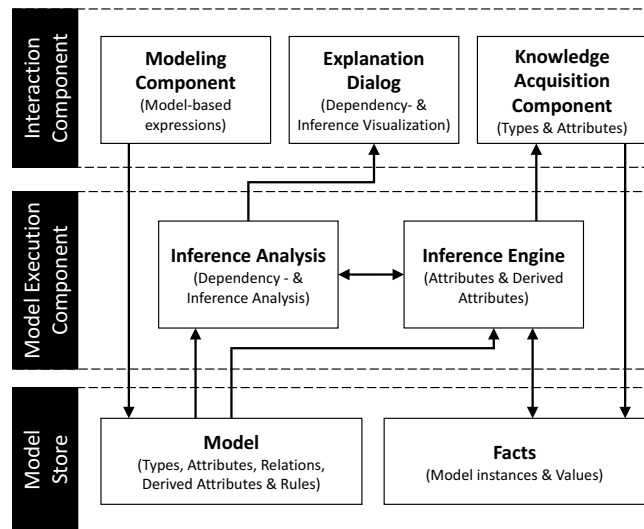 Interaction
Component
Modeling
Component
(Model-based
expressions)
Explanation
Dialog
(Dependency- &
Inference Visualization)
Knowledge
Acquisition
Component
(Types & Attributes)
Model Execution
Component
Inference Analysis
(Dependency - &
Inference Analysis)
Inference Engine
(Attributes & Derived
Attributes)
Model
Store
Model
(Types, Attributes, Relations,
Derived Attributes & Rules)
Facts
(Model instances & Values)